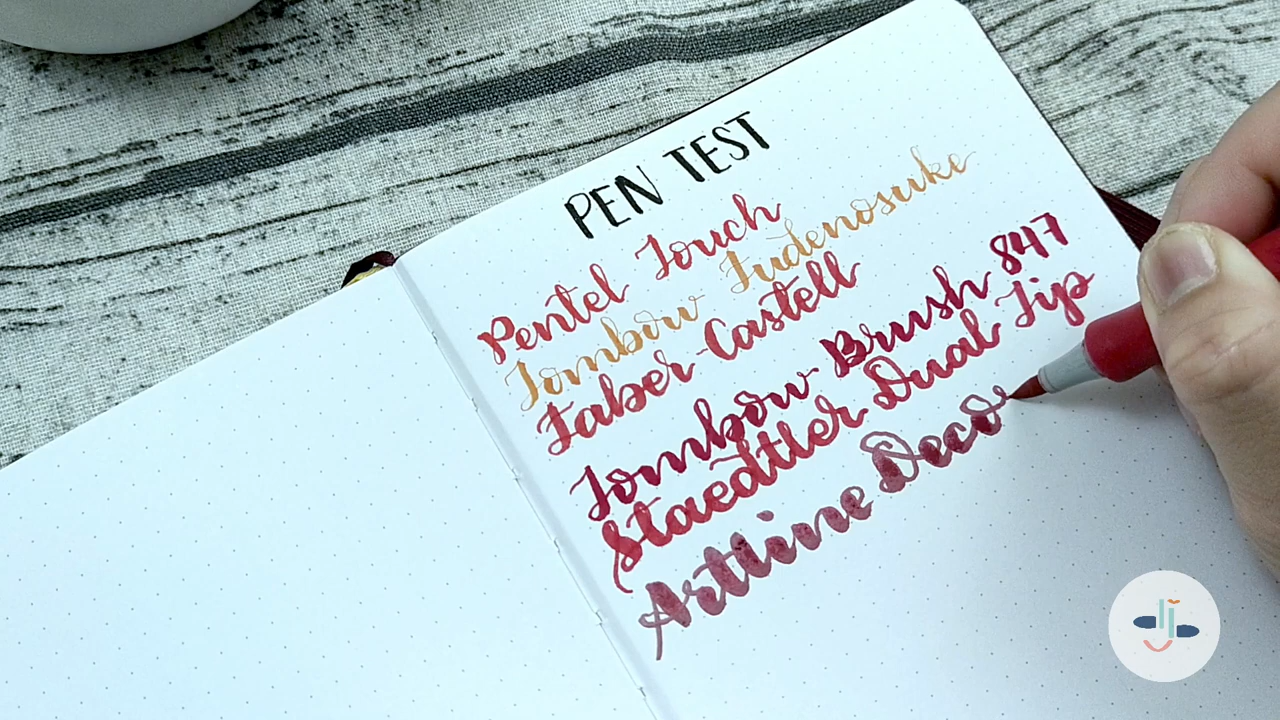 PEN TEST
Pentel Touch
Tombow Fudenosuke
Faber-Castell
Tombow Brush 847
Staedtler Dual Tip
Artline Deco